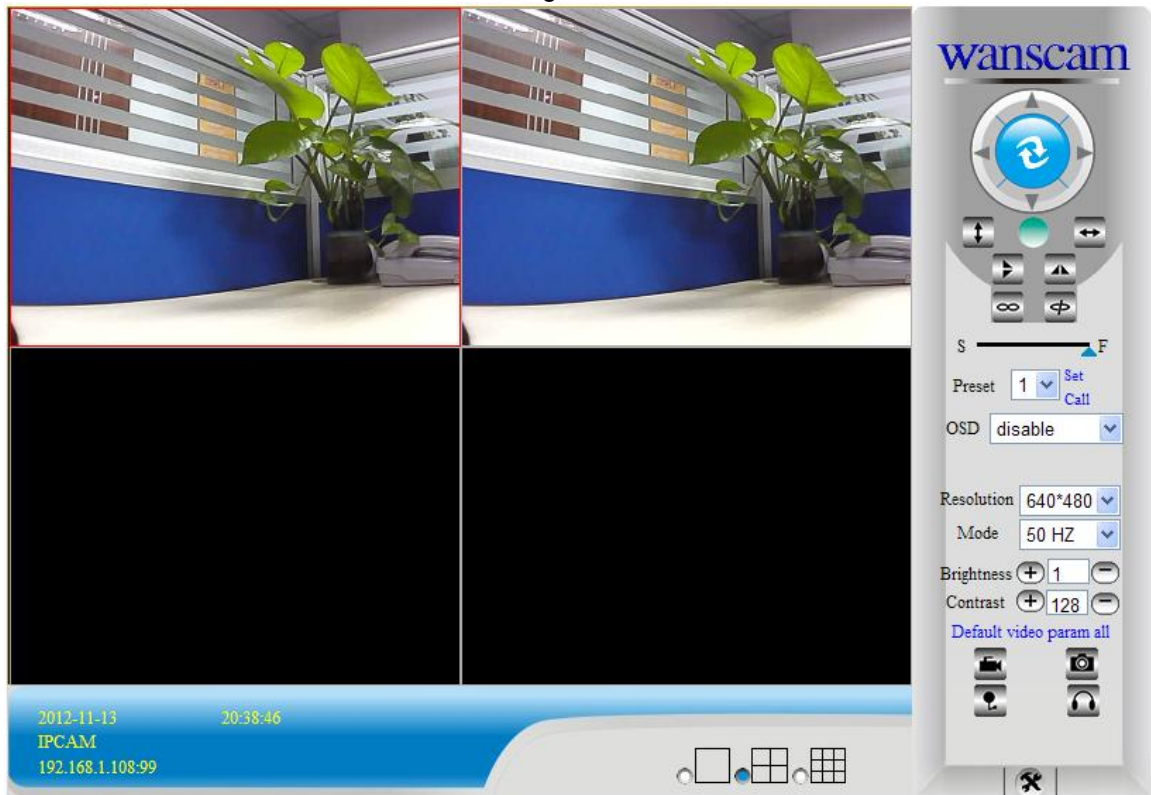 wanscam
S F
Preset 1 Set
Call
OSD disable
Resolution 640*480
Mode 50 HZ
Brightness + 1 −
Contrast + 128 −
Default video param all
2012-11-13 20:38:46
IPCAM
192.168.1.108:99